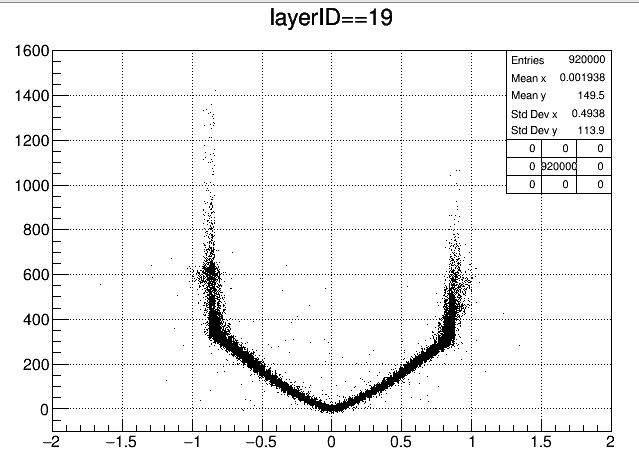 layerID==19
1600
1400
1200
1000
800
600
400
200
0
Entries 920000
Mean x 0.001938
Mean y 149.5
Std Dev x 0.4938
Std Dev y 113.9
0 0 0
0 920000 0
0 0 0
−2 −1.5 −1 −0.5 0 0.5 1 1.5 2